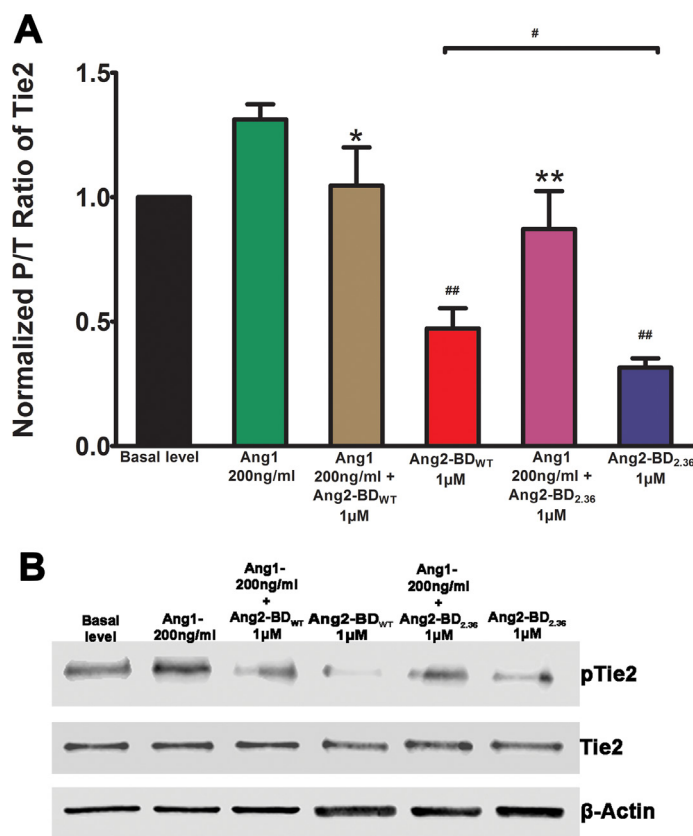 A
#
Normalized P/T Ratio of Tie2
1.5
1.0
0.5
0.0
*
##
**
##
Basal level
Ang1
200ng/ml
Ang1
200ng/ml +
Ang2-BDWT
1µM
Ang2-BDWT
1µM
Ang1
200ng/ml +
Ang2-BD2.36
1µM
Ang2-BD2.36
1µM
B
Basal
level
Ang1-
200ng/ml
Ang1-
200ng/ml
+
Ang2-BDWT
1µM
Ang2-BDWT
1µM
Ang1-
200ng/ml
+
Ang2-BD2.36
1µM
Ang2-BD2.36
1µM
pTie2
Tie2
β-Actin